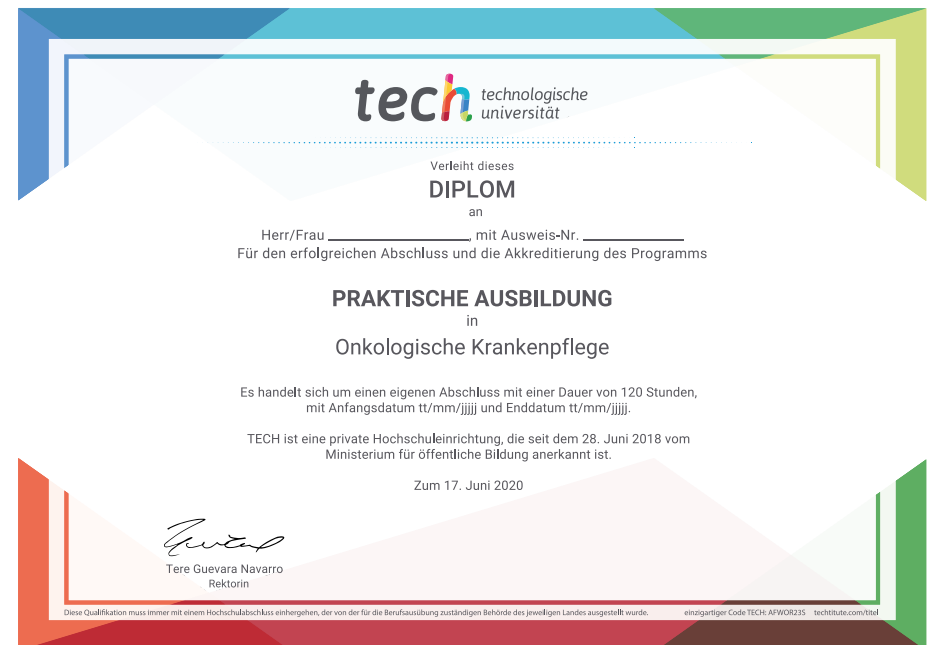 tech technologische
universität
Verleiht dieses
DIPLOM
an
Herr/Frau ____________________, mit Ausweis-Nr. ______________
Für den erfolgreichen Abschluss und die Akkreditierung des Programms
PRAKTISCHE AUSBILDUNG
in
Onkologische Krankenpflege
Es handelt sich um einen eigenen Abschluss mit einer Dauer von 120 Stunden,
mit Anfangsdatum tt/mm/jjjjj und Enddatum tt/mm/jjjjj.
TECH ist eine private Hochschuleinrichtung, die seit dem 28. Juni 2018 vom
Ministerium für öffentliche Bildung anerkannt ist.
Zum 17. Juni 2020
Tere Guevara Navarro
Rektorin
Diese Qualifikation muss immer mit einem Hochschulabschluss einhergehen, der von der für die Berufsausübung zuständigen Behörde des jeweiligen Landes ausgestellt wurde. einzigartiger Code TECH: AFWOR23S techtitute.com/titel